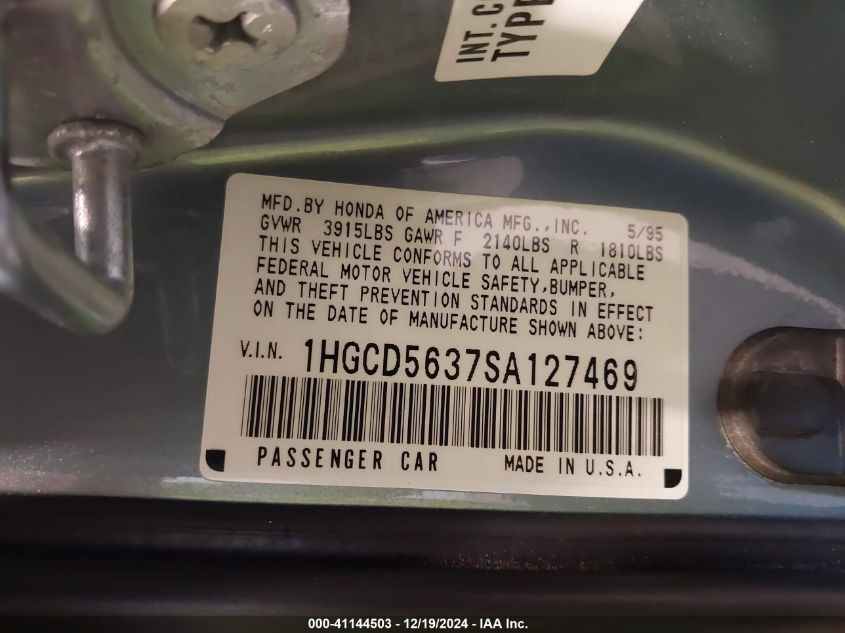 INT. C
TYPE
MFD. BY HONDA OF AMERICA MFG., INC. 5/95
GVWR 3915LBS GAWR F 2140LBS R 1810LBS
THIS VEHICLE CONFORMS TO ALL APPLICABLE
FEDERAL MOTOR VEHICLE SAFETY, BUMPER,
AND THEFT PREVENTION STANDARDS IN EFFECT
ON THE DATE OF MANUFACTURE SHOWN ABOVE:
V.I.N. 1HGCD5637SA127469
PASSENGER CAR MADE IN U.S.A.
000-41144503 - 12/19/2024 - IAA Inc.